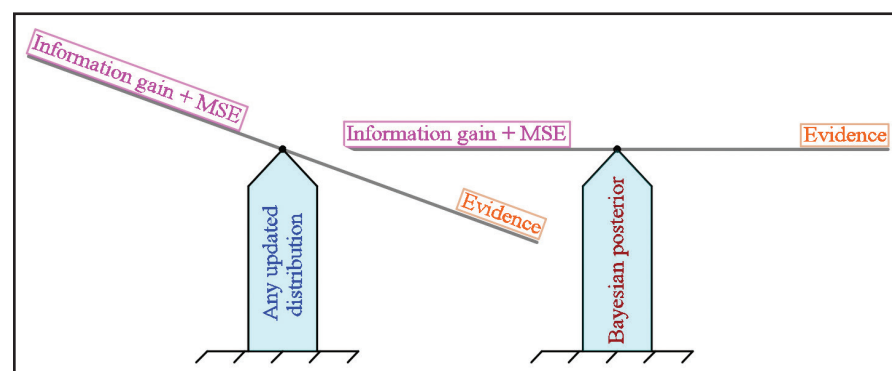 Information gain + MSE
Evidence
Any updated
distribution
Information gain + MSE
Evidence
Bayesian posterior